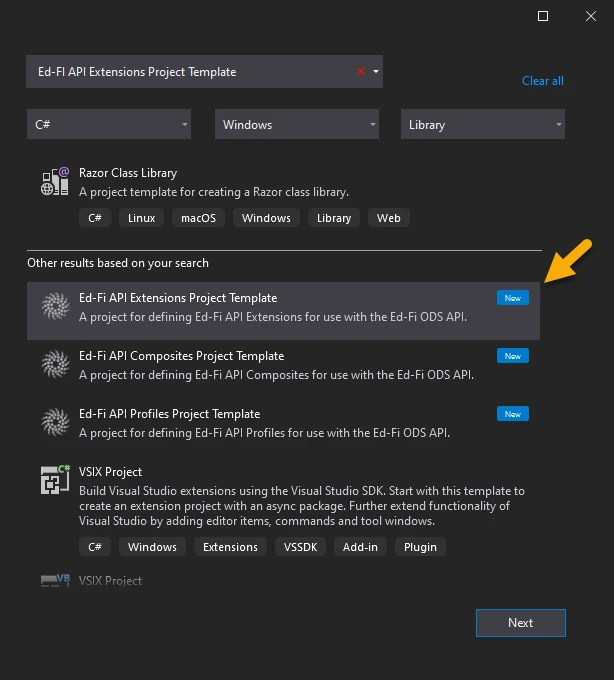 Ed-FI API Extensions Project Template
Clear all
C#
Windows
Library
Razor Class Library
A project template for creating a Razor class library.
C# Linux macOS Windows Library Web
Other results based on your search
Ed-Fi API Extensions Project Template New
A project for defining Ed-Fi API Extensions for use with the Ed-Fi ODS API.
Ed-Fi API Composites Project Template New
A project for defining Ed-Fi API Composites for use with the Ed-Fi ODS API.
Ed-Fi API Profiles Project Template New
A project for defining Ed-Fi API Profiles for use with the Ed-Fi ODS API.
C#
VSIX Project
Build Visual Studio extensions using the Visual Studio SDK. Start with this template to
create an extension project with an async package. Further extend functionality of
Visual Studio by adding editor items, commands and tool windows.
C# Windows Extensions VSSDK Add-in Plugin
VB
VSIX Project
Next